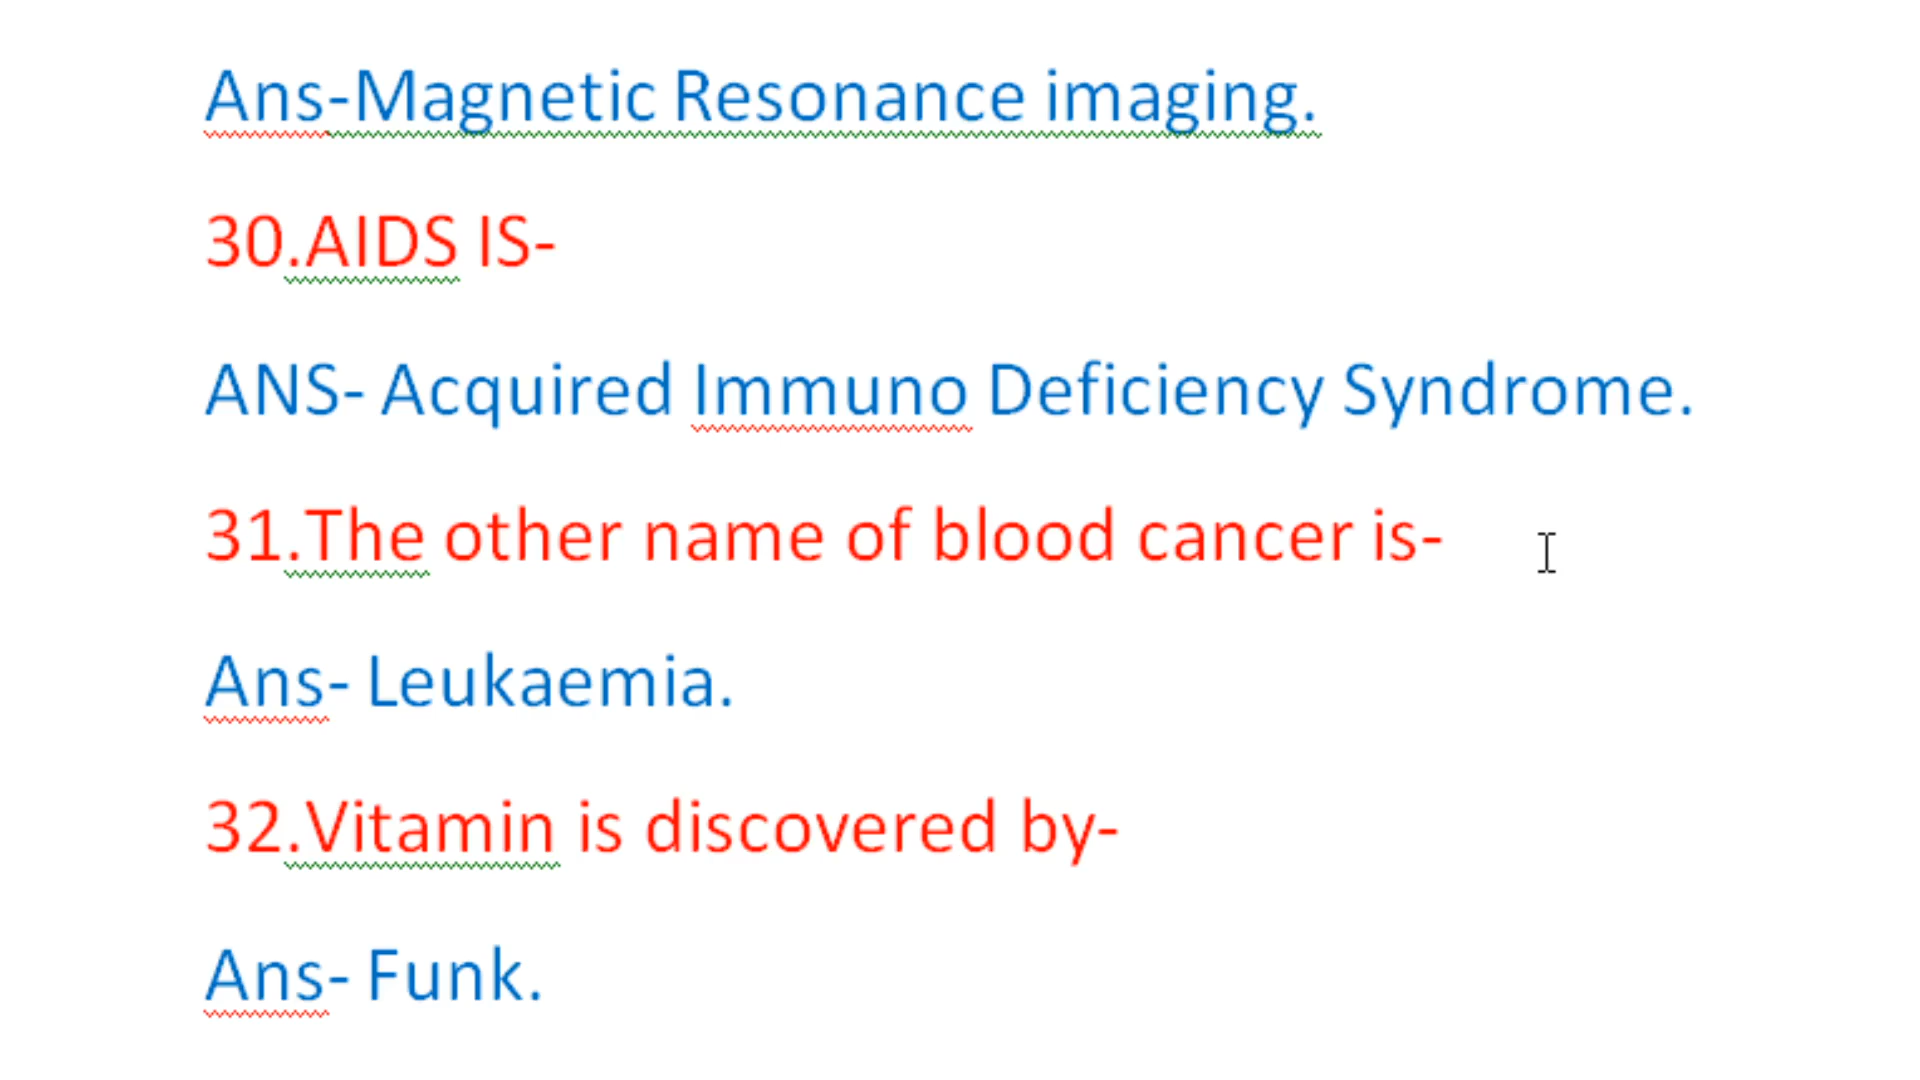 Ans-Magnetic Resonance imaging.
30.AIDS IS-
ANS- Acquired Immuno Deficiency Syndrome.
31.The other name of blood cancer is-
Ans- Leukaemia.
32.Vitamin is discovered by-
Ans- Funk.